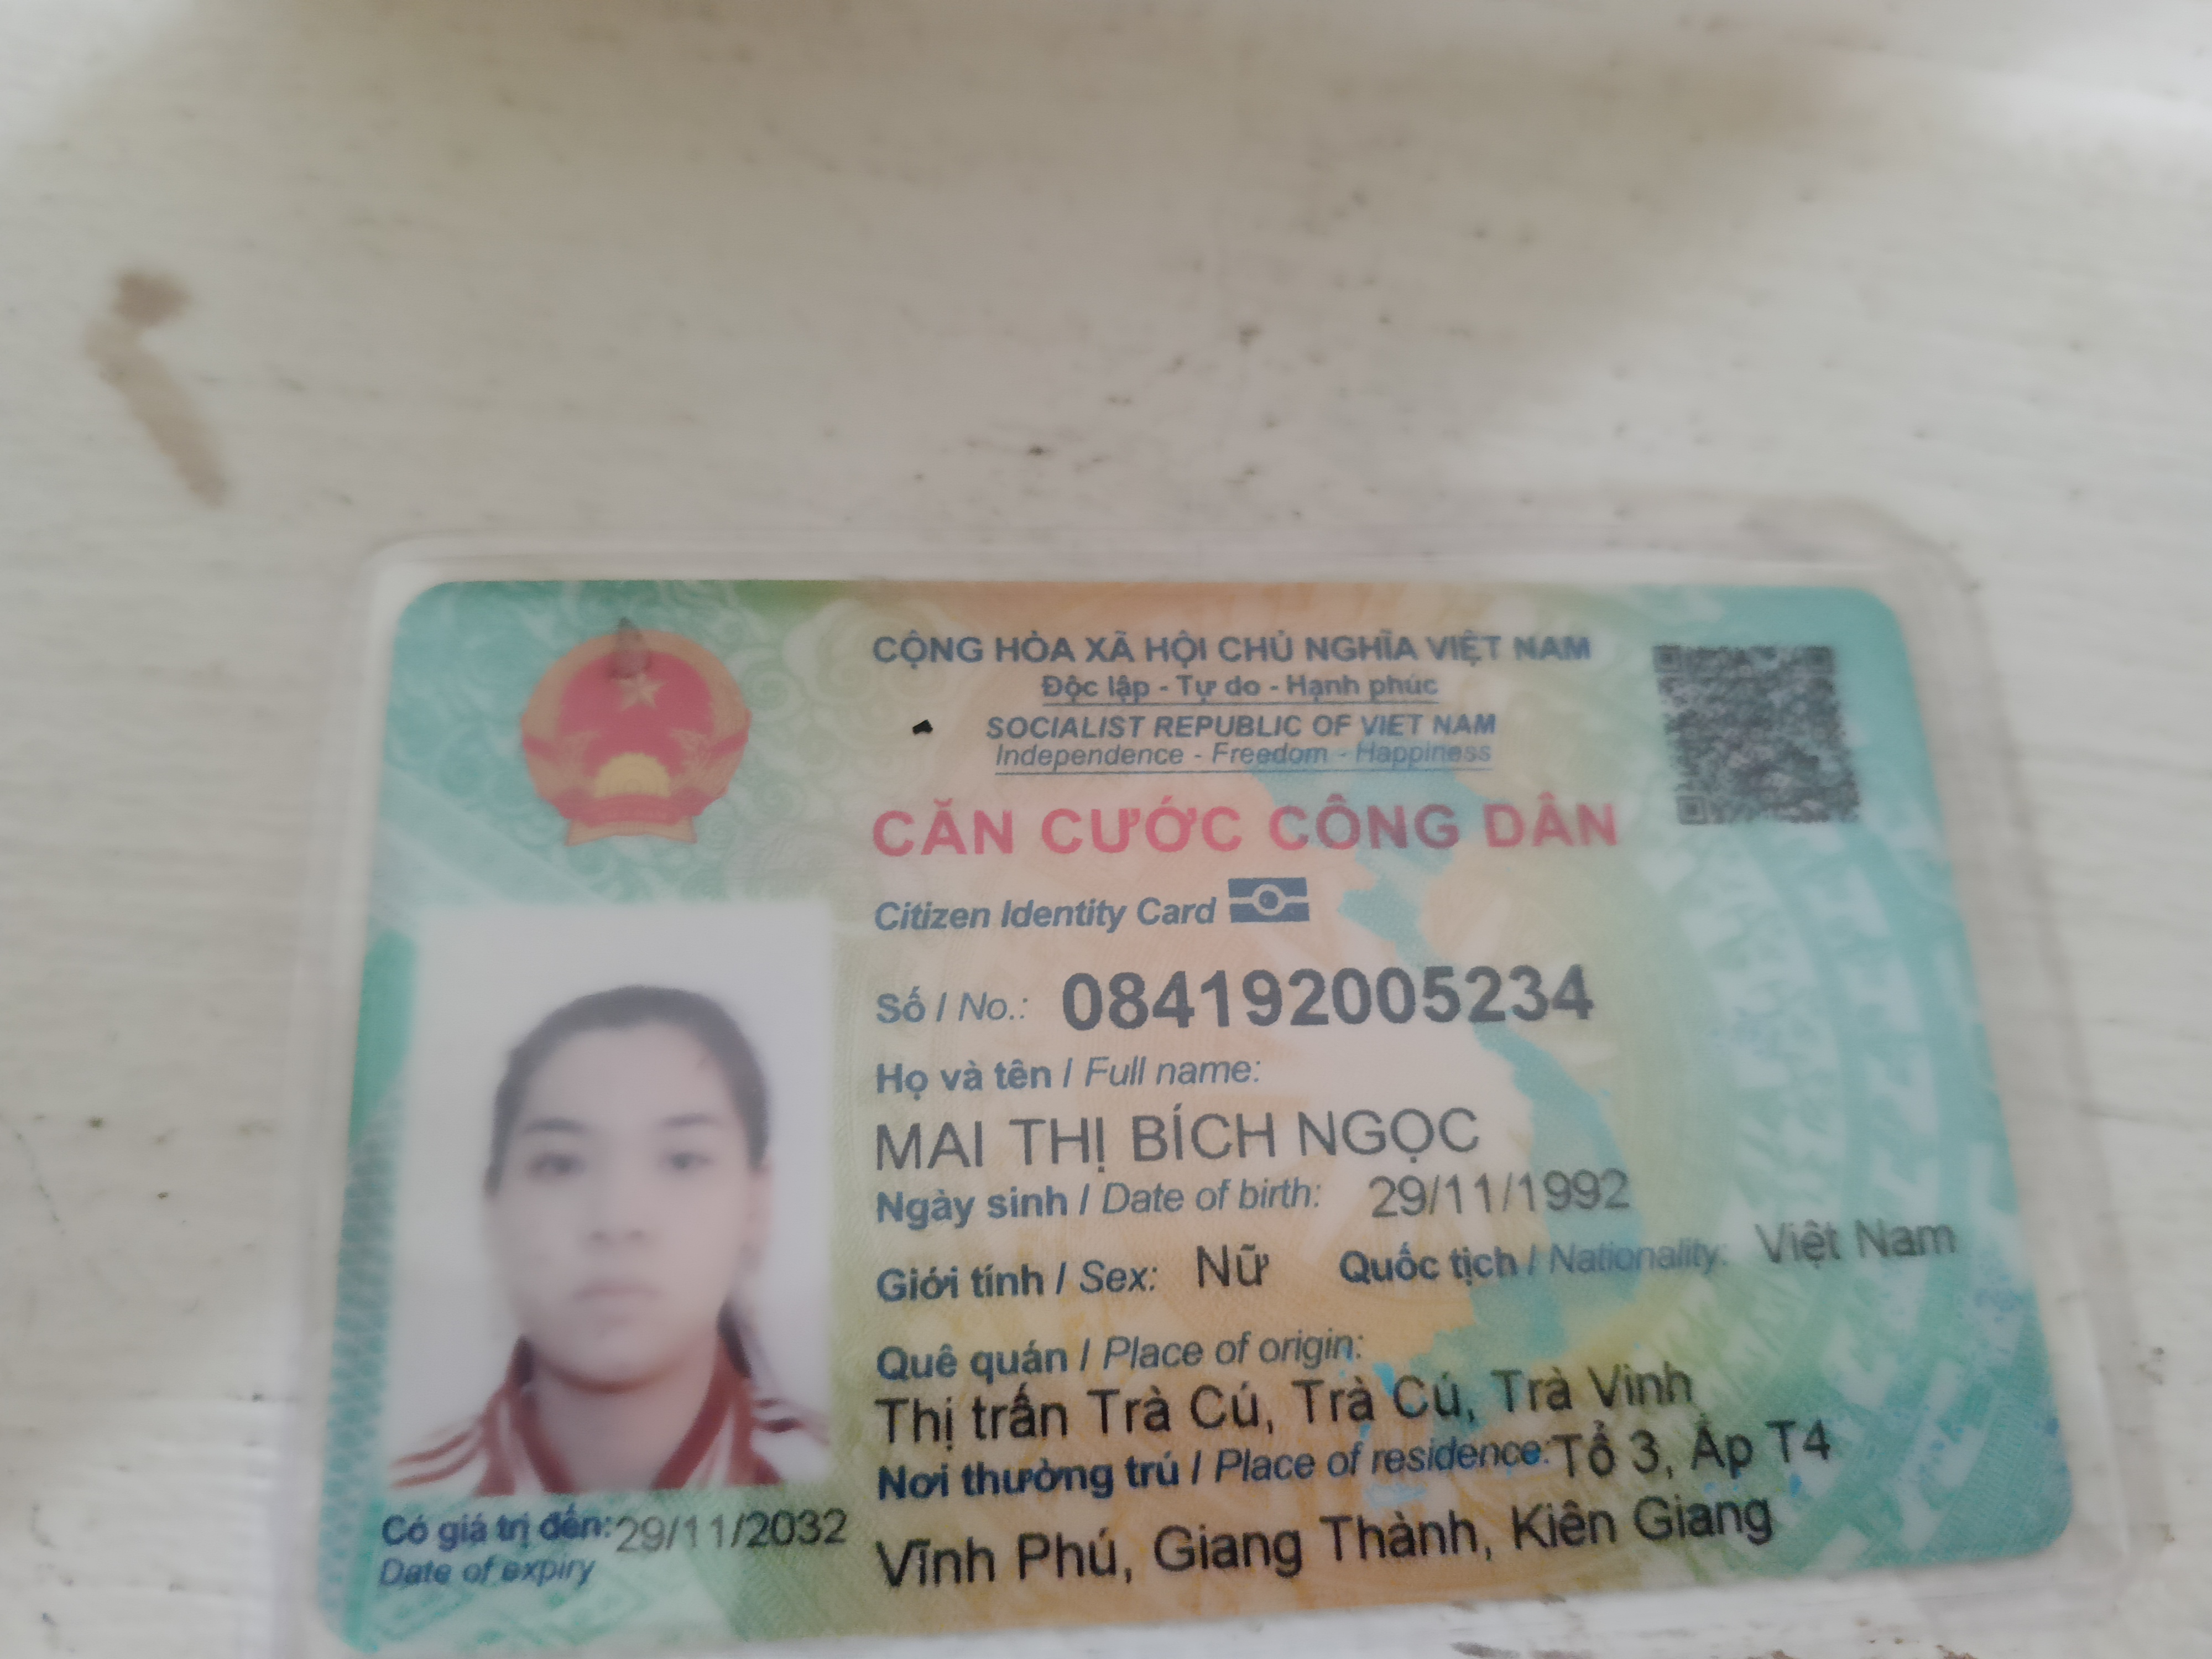 CỘNG HÒA XÃ HỘI CHỦ NGHĨA VIỆT NAM
Độc lập - Tự do - Hạnh phúc
SOCIALIST REPUBLIC OF VIET NAM
Independence - Freedom - Happiness
CĂN CƯỚC CÔNG DÂN
Citizen Identity Card
Số / No.: 084192005234
Họ và tên / Full name:
MAI THỊ BÍCH NGỌC
Ngày sinh / Date of birth: 29/11/1992
Giới tính / Sex: Nữ Quốc tịch / Nationality: Việt Nam
Quê quán / Place of origin:
Thị trấn Trà Cú, Trà Cú, Trà Vinh
Nơi thường trú / Place of residence: Tổ 3, Ấp T4
Vĩnh Phú, Giang Thành, Kiên Giang
Có giá trị đến: 29/11/2032
Date of expiry